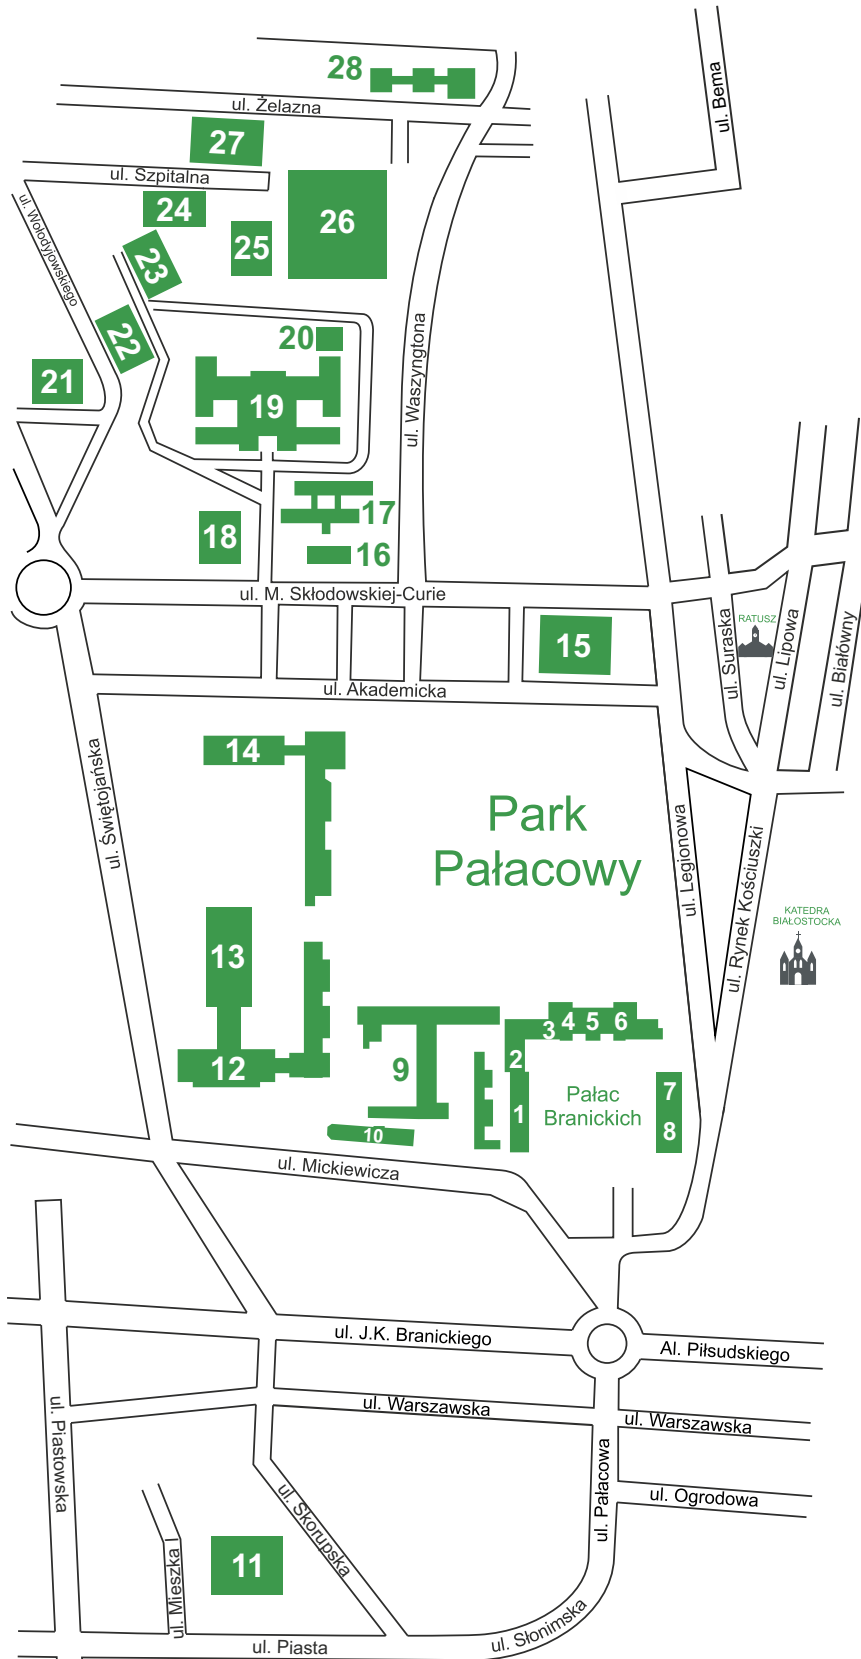 28
ul. Żelazna
ul. Bema
27
ul. Szpitalna
24
26
25
23
ul. Wołodyjowskiego
22
20
21
19
ul. Waszyngtona
17
18
16
ul. M. Skłodowskiej-Curie
15
RATUSZ
ul. Suraska
ul. Lipowa
ul. Białówny
ul. Akademicka
14
ul. Świętojańska
Park
Pałacowy
ul. Legionowa
ul. Rynek Kościuszki
KATEDRA
BIAŁOSTOCKA
13
12
9
3
4
5
6
2
1
Pałac
Branickich
7
8
10
ul. Mickiewicza
ul. J.K. Branickiego
Al. Piłsudskiego
ul. Warszawska
ul. Warszawska
ul. Piastowska
ul. Pałacowa
ul. Ogrodowa
ul. Skorupska
11
ul. Mieszka I
ul. Piasta
ul. Słonimska